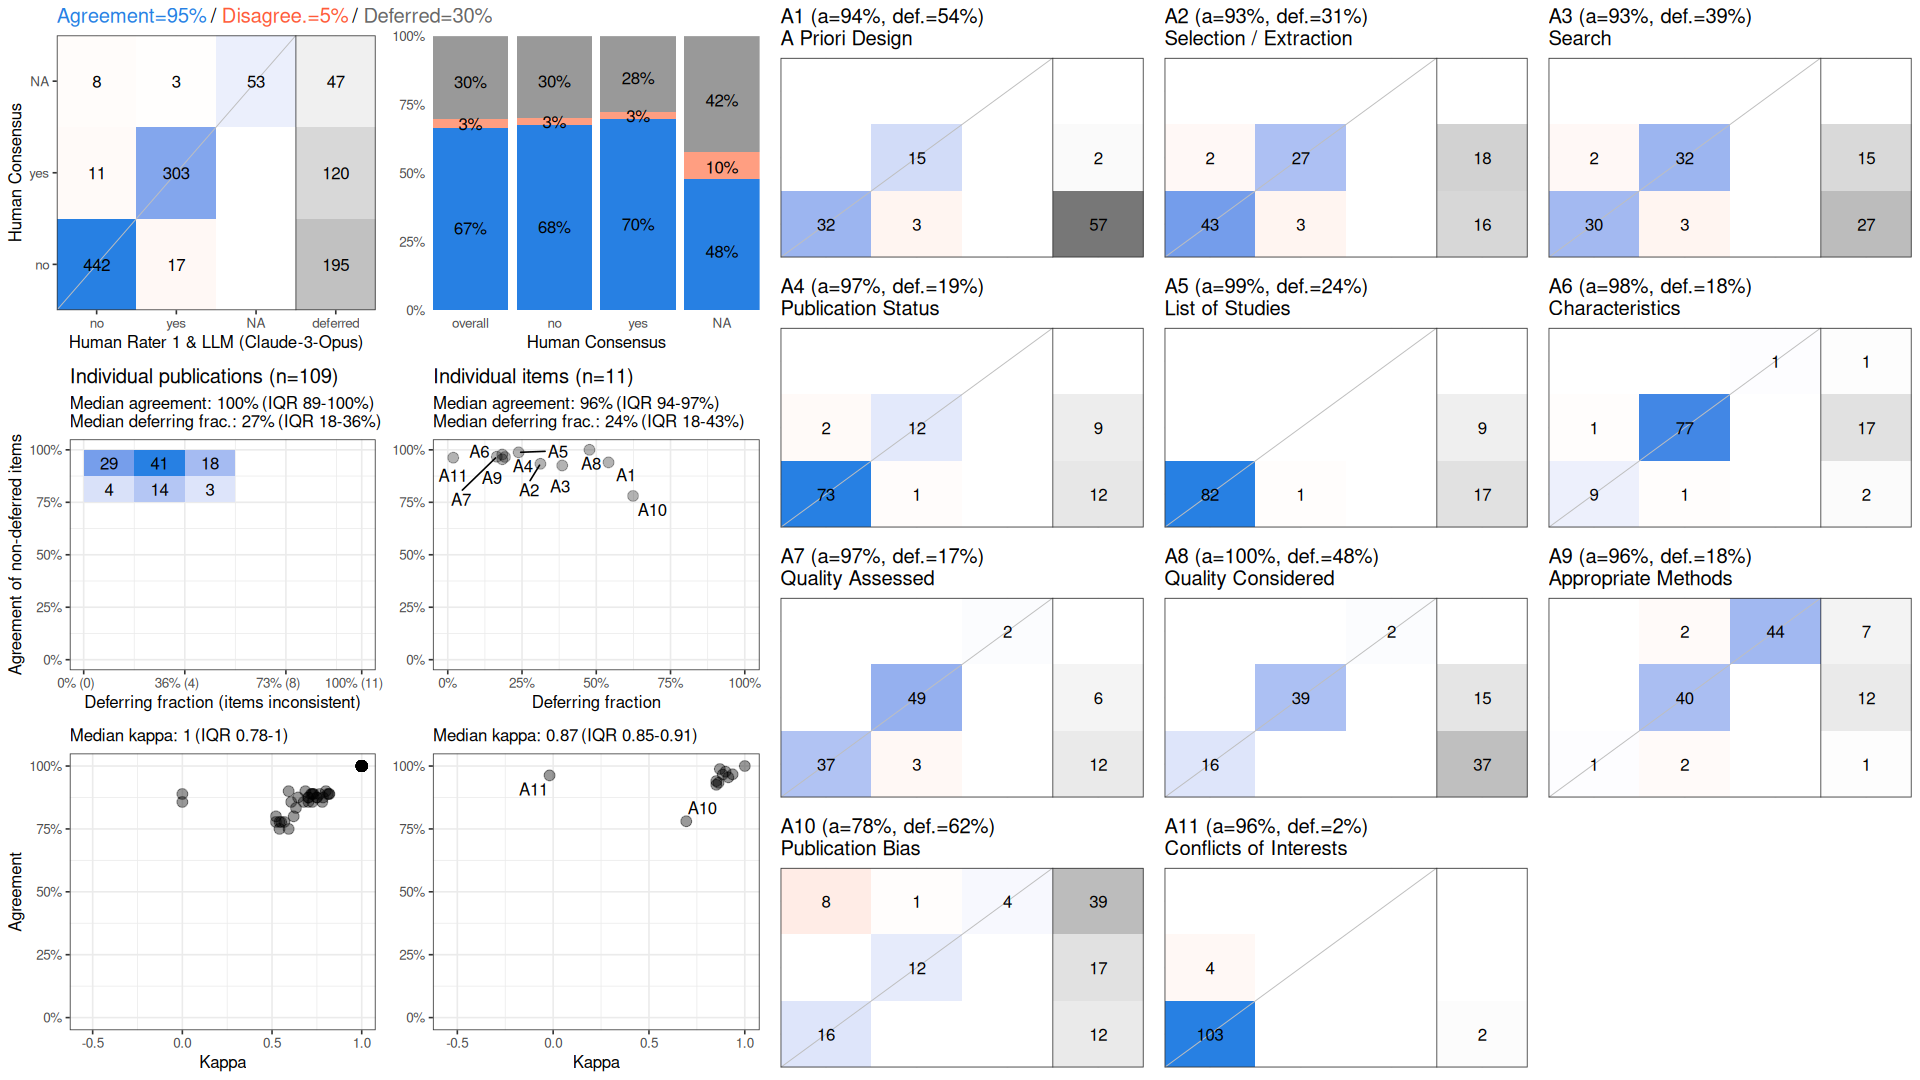 Agreement=95% / Disagree.=5% / Deferred=30%
Human Consensus
NA
yes
no
8 3 53 47
11 303 120
442 17 195
no yes NA deferred
Human Rater 1 & LLM (Claude-3-Opus)
100%
75%
50%
25%
0%
30% 30% 28% 42%
3% 3% 3% 10%
67% 68% 70% 48%
overall no yes NA
Human Consensus
Individual publications (n=109)
Median agreement: 100% (IQR 89-100%)
Median deferring frac.: 27% (IQR 18-36%)
Agreement of non-deferred items
100%
75%
50%
25%
0%
29 41 18
4 14 3
0% (0) 36% (4) 73% (8) 100% (11)
Deferring fraction (items inconsistent)
Individual items (n=11)
Median agreement: 96% (IQR 94-97%)
Median deferring frac.: 24% (IQR 18-43%)
100%
75%
50%
25%
0%
A6 A5
A11 A9 A4 A8 A1
A7 A2 A3
A10
0% 25% 50% 75% 100%
Deferring fraction
Median kappa: 1 (IQR 0.78-1)
Agreement
100%
75%
50%
25%
0%
-0.5 0.0 0.5 1.0
Kappa
Median kappa: 0.87 (IQR 0.85-0.91)
100%
75%
50%
25%
0%
A11
A10
-0.5 0.0 0.5 1.0
Kappa
A1 (a=94%, def.=54%)
A Priori Design
15 2
32 3 57
A2 (a=93%, def.=31%)
Selection / Extraction
2 27 18
43 3 16
A3 (a=93%, def.=39%)
Search
2 32 15
30 3 27
A4 (a=97%, def.=19%)
Publication Status
2 12 9
73 1 12
A5 (a=99%, def.=24%)
List of Studies
9
82 1 17
A6 (a=98%, def.=18%)
Characteristics
1 1
1 77 17
9 1 2
A7 (a=97%, def.=17%)
Quality Assessed
2
49 6
37 3 12
A8 (a=100%, def.=48%)
Quality Considered
2
39 15
16 37
A9 (a=96%, def.=18%)
Appropriate Methods
2 44 7
40 12
1 2 1
A10 (a=78%, def.=62%)
Publication Bias
8 1 4 39
12 17
16 12
A11 (a=96%, def.=2%)
Conflicts of Interests
4
103 2